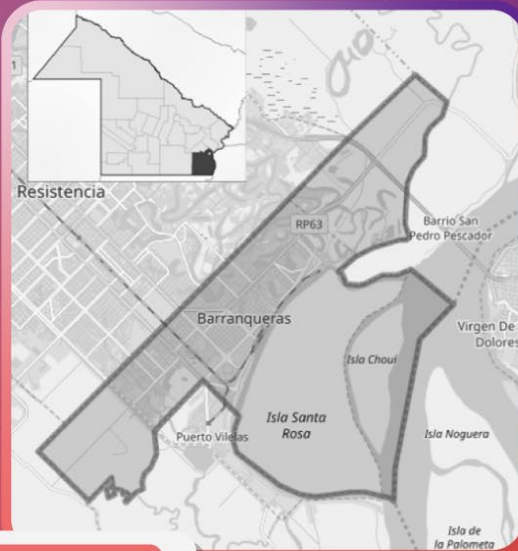 1
Resistencia
RP63
Barrio San
Pedro Pescador
Barranqueras
Virgen De
Dolores
Isla Chouí
Isla Santa
Rosa
Puerto Vilelas
Isla Noguera
Isla de
la Palometa